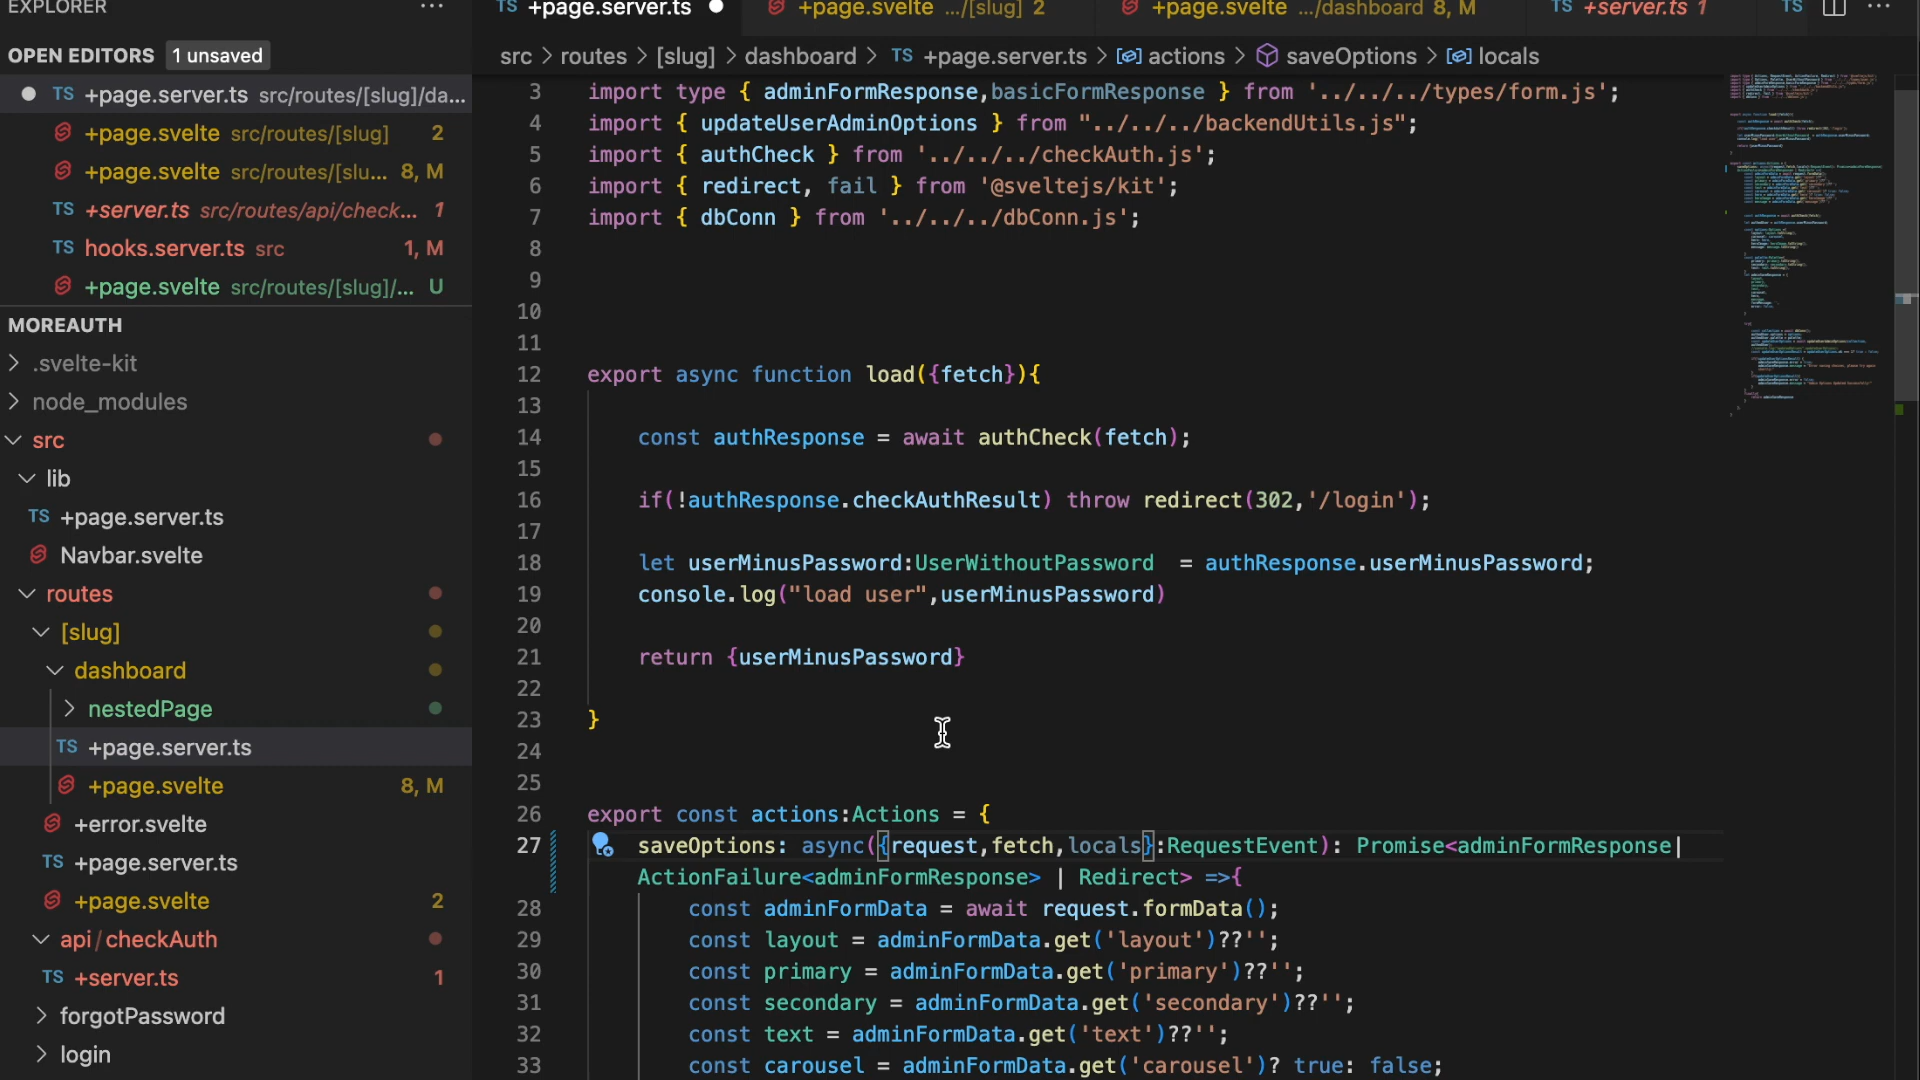 EXPLORER
OPEN EDITORS 1 unsaved
TS +page.server.ts src/routes/[slug]/da...
+page.svelte src/routes/[slug] 2
+page.svelte src/routes/[slu... 8, M
TS +server.ts src/routes/api/check... 1
TS hooks.server.ts src 1, M
+page.svelte src/routes/[slug]/... U
MOREAUTH
.svelte-kit
node_modules
src
lib
TS +page.server.ts
Navbar.svelte
routes
[slug]
dashboard
nestedPage
TS +page.server.ts
+page.svelte 8, M
+error.svelte
TS +page.server.ts
+page.svelte 2
api/checkAuth
TS +server.ts 1
forgotPassword
login
TS +page.server.ts +page.svelte .../[slug] 2 +page.svelte .../dashboard 8, M TS +server.ts 1 TS
src > routes > [slug] > dashboard > TS +page.server.ts > actions > saveOptions > locals
3 import type { adminFormResponse,basicFormResponse } from '../../../types/form.js';
4 import { updateUserAdminOptions } from "../../../backendUtils.js";
5 import { authCheck } from '../../../checkAuth.js';
6 import { redirect, fail } from '@sveltejs/kit';
7 import { dbConn } from '../../../dbConn.js';
8
9
10
11
12 export async function load({fetch}){
13
14 const authResponse = await authCheck(fetch);
15
16 if(!authResponse.checkAuthResult) throw redirect(302,'/login');
17
18 let userMinusPassword:UserWithoutPassword = authResponse.userMinusPassword;
19 console.log("load user",userMinusPassword)
20
21 return {userMinusPassword}
22
23 }
24
25
26 export const actions:Actions = {
27 saveOptions: async({request,fetch,locals}:RequestEvent): Promise<adminFormResponse|
ActionFailure<adminFormResponse> | Redirect> =>{
28 const adminFormData = await request.formData();
29 const layout = adminFormData.get('layout')??'';
30 const primary = adminFormData.get('primary')??'';
31 const secondary = adminFormData.get('secondary')??'';
32 const text = adminFormData.get('text')??'';
33 const carousel = adminFormData.get('carousel')? true: false;